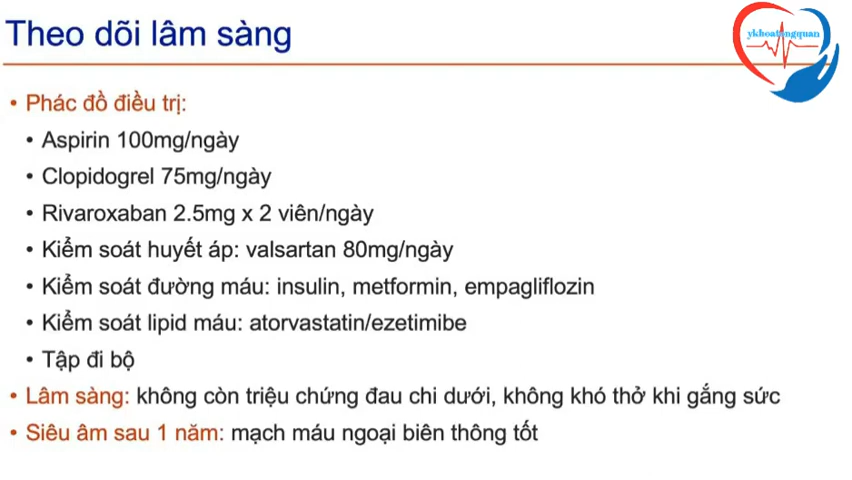 Theo dõi lâm sàng
ykhoatongquan
• Phác đồ điều trị:
• Aspirin 100mg/ngày
• Clopidogrel 75mg/ngày
• Rivaroxaban 2.5mg x 2 viên/ngày
• Kiểm soát huyết áp: valsartan 80mg/ngày
• Kiểm soát đường máu: insulin, metformin, empagliflozin
• Kiểm soát lipid máu: atorvastatin/ezetimibe
• Tập đi bộ
• Lâm sàng: không còn triệu chứng đau chi dưới, không khó thở khi gắng sức
• Siêu âm sau 1 năm: mạch máu ngoại biên thông tốt